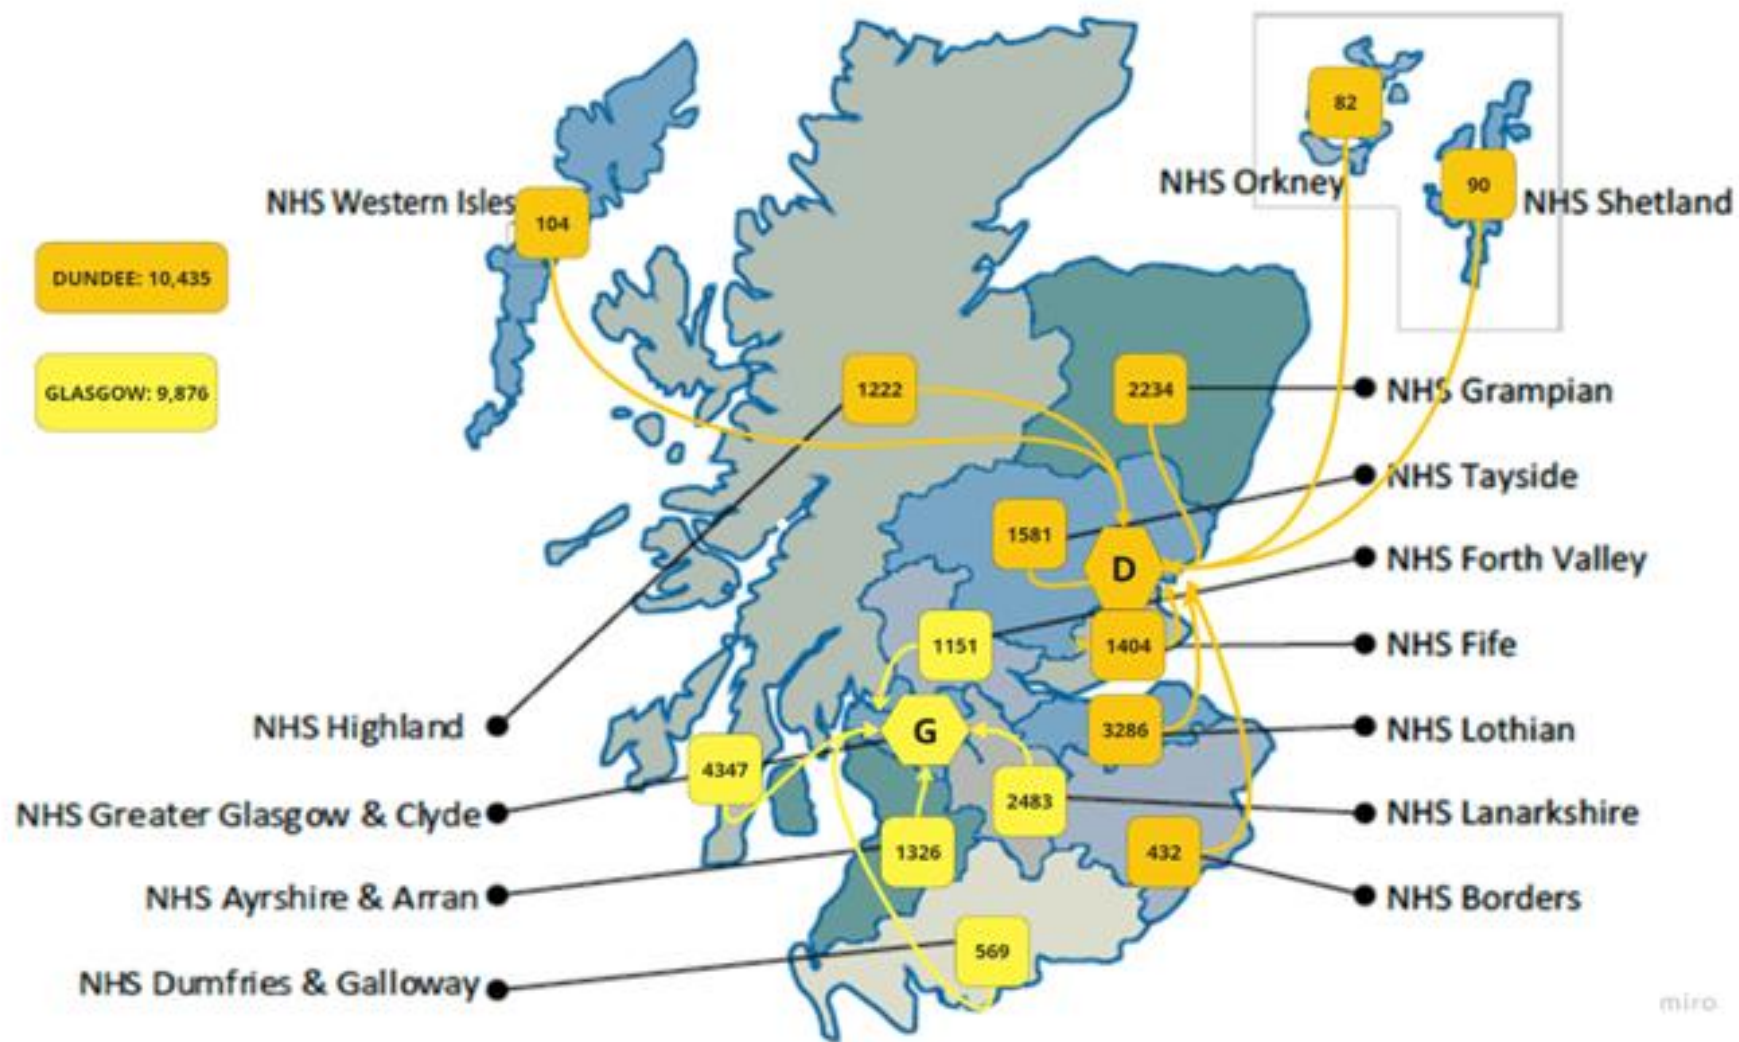 82
NHS Orkney
90
NHS Shetland
NHS Western Isles
104
DUNDEE: 10,435
GLASGOW: 9,876
1222
2234
NHS Grampian
NHS Tayside
1581
D
NHS Forth Valley
1151
1404
NHS Fife
NHS Highland
G
3286
NHS Lothian
4347
NHS Greater Glasgow & Clyde
2483
NHS Lanarkshire
1326
432
NHS Ayrshire & Arran
NHS Borders
569
NHS Dumfries & Galloway
miro